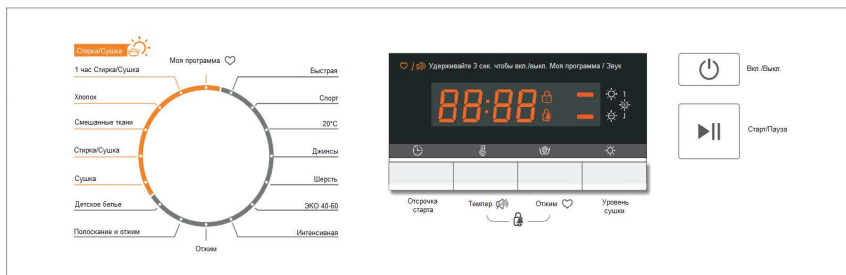 Стирка/Сушка
Моя программа
1 час Стирка/Сушка
Хлопок
Смешанные ткани
Стирка/Сушка
Сушка
Детское белье
Полоскание и отжим
Отжим
Быстрая
Спорт
20°C
Джинсы
Шерсть
ЭКО 40-60
Интенсивная
/ Удерживайте 3 сек. чтобы вкл./выкл. Моя программа / Звук
88:88
Отсрочка
старта
Темпер.
Отжим
Уровень
сушки
Вкл./Выкл.
Старт/Пауза